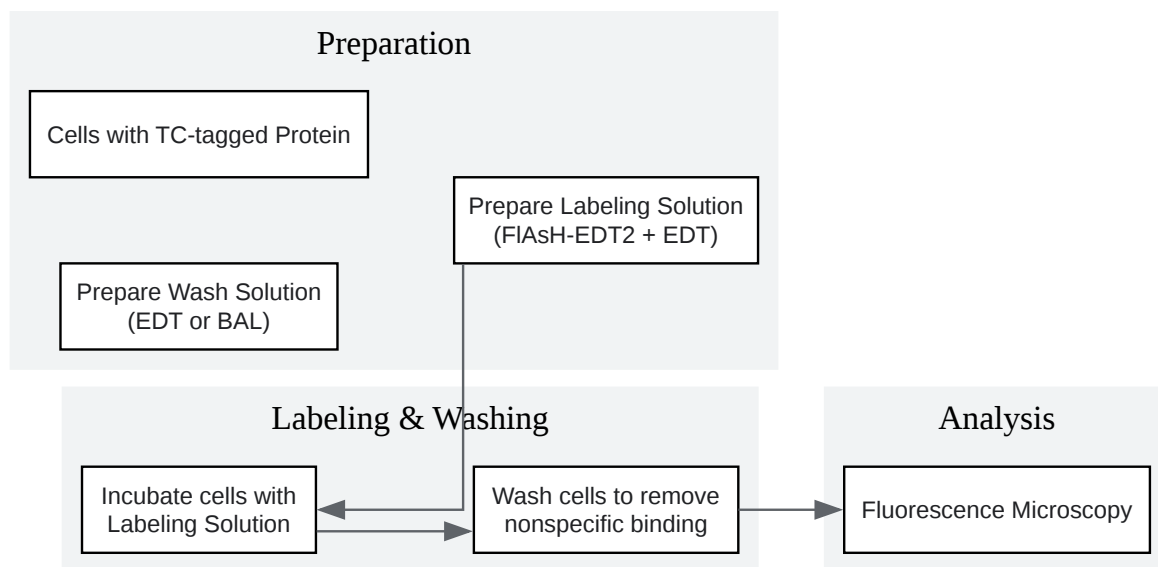 Preparation
Cells with TC-tagged Protein
Prepare Labeling Solution
(FlAsH-EDT2 + EDT)
Prepare Wash Solution
(EDT or BAL)
Labeling & Washing
Incubate cells with
Labeling Solution
Wash cells to remove
nonspecific binding
Analysis
Fluorescence Microscopy